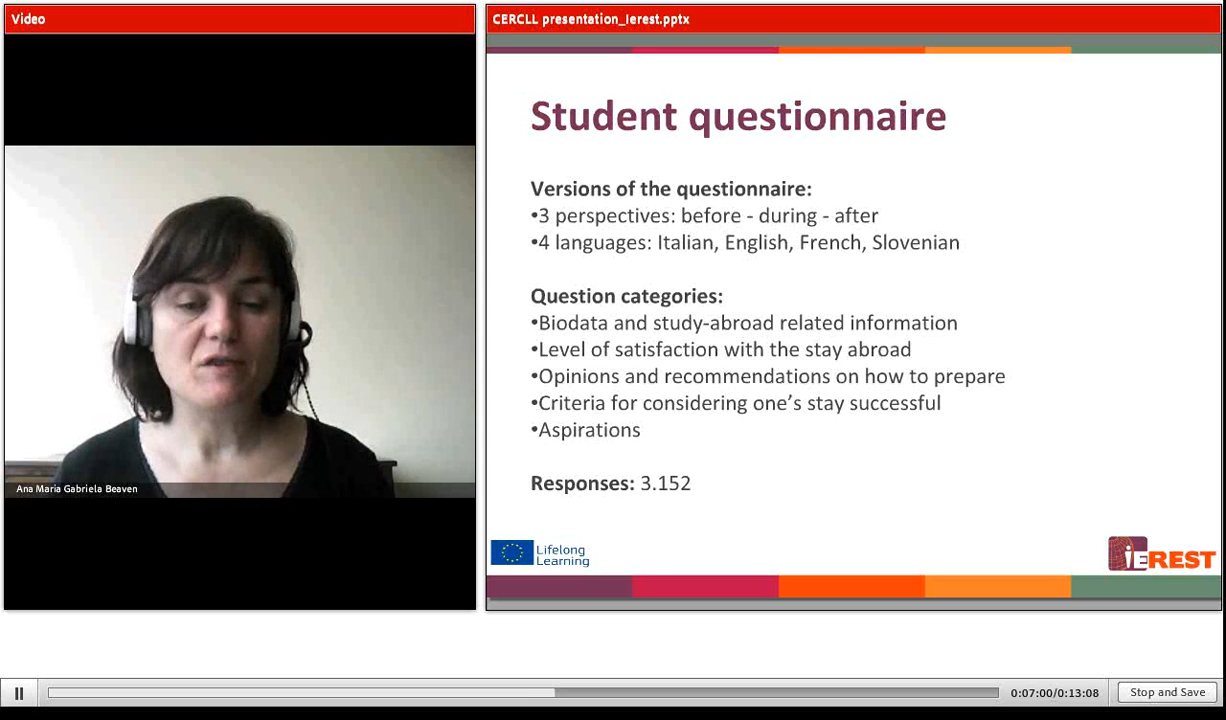 Video
CERCLL presentation_ierest.pptx
Student questionnaire
Versions of the questionnaire:
•3 perspectives: before - during - after
•4 languages: Italian, English, French, Slovenian
Question categories:
•Biodata and study-abroad related information
•Level of satisfaction with the stay abroad
•Opinions and recommendations on how to prepare
•Criteria for considering one’s stay successful
•Aspirations
Responses: 3.152
Ana Maria Gabriela Beaven
Lifelong
Learning
iEREST
0:07:00/0:13:08
Stop and Save